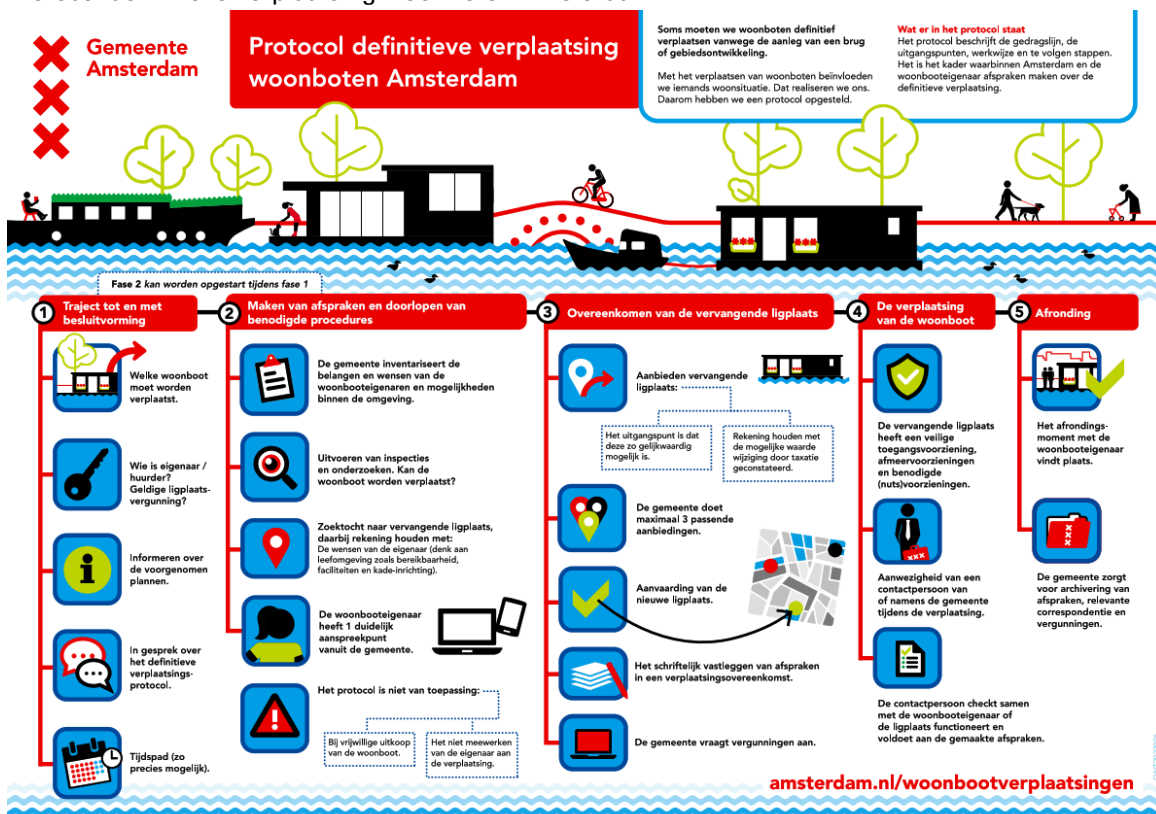 Gemeente
Amsterdam
Protocol definitieve verplaatsing
woonboten Amsterdam
Soms moeten we woonboten definitief
verplaatsen vanwege de aanleg van een brug
of gebiedsontwikkeling.
Met het verplaatsen van woonboten beïnvloeden
we iemands woonsituatie. Dat realiseren we ons.
Daarom hebben we een protocol opgesteld.
Wat er in het protocol staat
Het protocol beschrijft de gedragslijn, de
uitgangspunten, werkwijze en te volgen stappen.
Het is het kader waarbinnen Amsterdam en de
woonbooteigenaar afspraken maken over de
definitieve verplaatsing.
Fase 2 kan worden opgestart tijdens fase 1
1 Traject tot en met
besluitvorming
Welke woonboot
moet worden
verplaatst.
Wie is eigenaar /
huurder?
Geldige ligplaats-
vergunning?
Informeren over
de voorgenomen
plannen.
In gesprek over
het definitieve
verplaatsings-
protocol.
Tijdspad (zo
precies mogelijk).
2 Maken van afspraken en doorlopen van
benodigde procedures
De gemeente inventariseert de
belangen en wensen van de
woonbooteigenaren en mogelijkheden
binnen de omgeving.
Uitvoeren van inspecties
en onderzoeken. Kan de
woonboot worden verplaatst?
Zoektocht naar vervangende ligplaats,
daarbij rekening houden met:
De wensen van de eigenaar (denk aan
leefomgeving zoals bereikbaarheid,
faciliteiten en kade-inrichting).
De woonbooteigenaar
heeft 1 duidelijk
aanspreekpunt
vanuit de gemeente.
Het protocol is niet van toepassing:
Bij vrijwillige uitkoop
van de woonboot.
Het niet meewerken
van de eigenaar aan
de verplaatsing.
3 Overeenkomen van de vervangende ligplaats
Aanbieden vervangende
ligplaats:
Het uitgangspunt is dat
deze zo gelijkwaardig
mogelijk is.
Rekening houden met
de mogelijke waarde
wijziging door taxatie
geconstateerd.
De gemeente doet
maximaal 3 passende
aanbiedingen.
Aanvaarding van de
nieuwe ligplaats.
Het schriftelijk vastleggen van afspraken
in een verplaatsingsovereenkomst.
De gemeente vraagt vergunningen aan.
4 De verplaatsing
van de woonboot
De vervangende ligplaats
heeft een veilige
toegangsvoorziening,
afmeervoorzieningen
en benodigde
(nuts)voorzieningen.
Aanwezigheid van een
contactpersoon van
of namens de gemeente
tijdens de verplaatsing.
De contactpersoon checkt samen
met de woonbooteigenaar of
de ligplaats functioneert en
voldoet aan de gemaakte afspraken.
5 Afronding
Het afrondings-
moment met de
woonbooteigenaar
vindt plaats.
De gemeente zorgt
voor archivering van
afspraken, relevante
correspondentie en
vergunningen.
amsterdam.nl/woonbootverplaatsingen